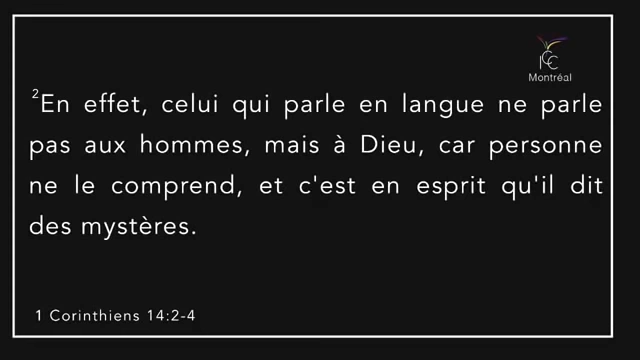 ICC
Montréal
²En effet, celui qui parle en langue ne parle
pas aux hommes, mais à Dieu, car personne
ne le comprend, et c'est en esprit qu'il dit
des mystères.
1 Corinthiens 14:2-4